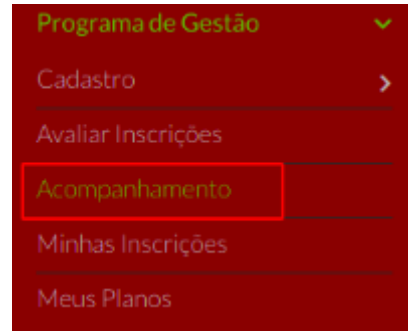 Programa de Gestão
Cadastro
Avaliar Inscrições
Acompanhamento
Minhas Inscrições
Meus Planos